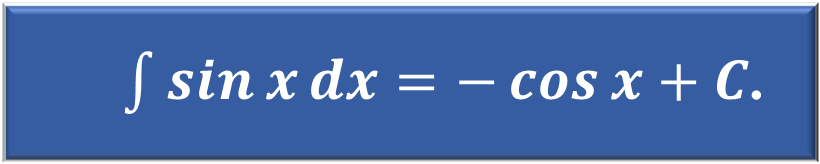 ∫ sin x dx = − cos x + C.